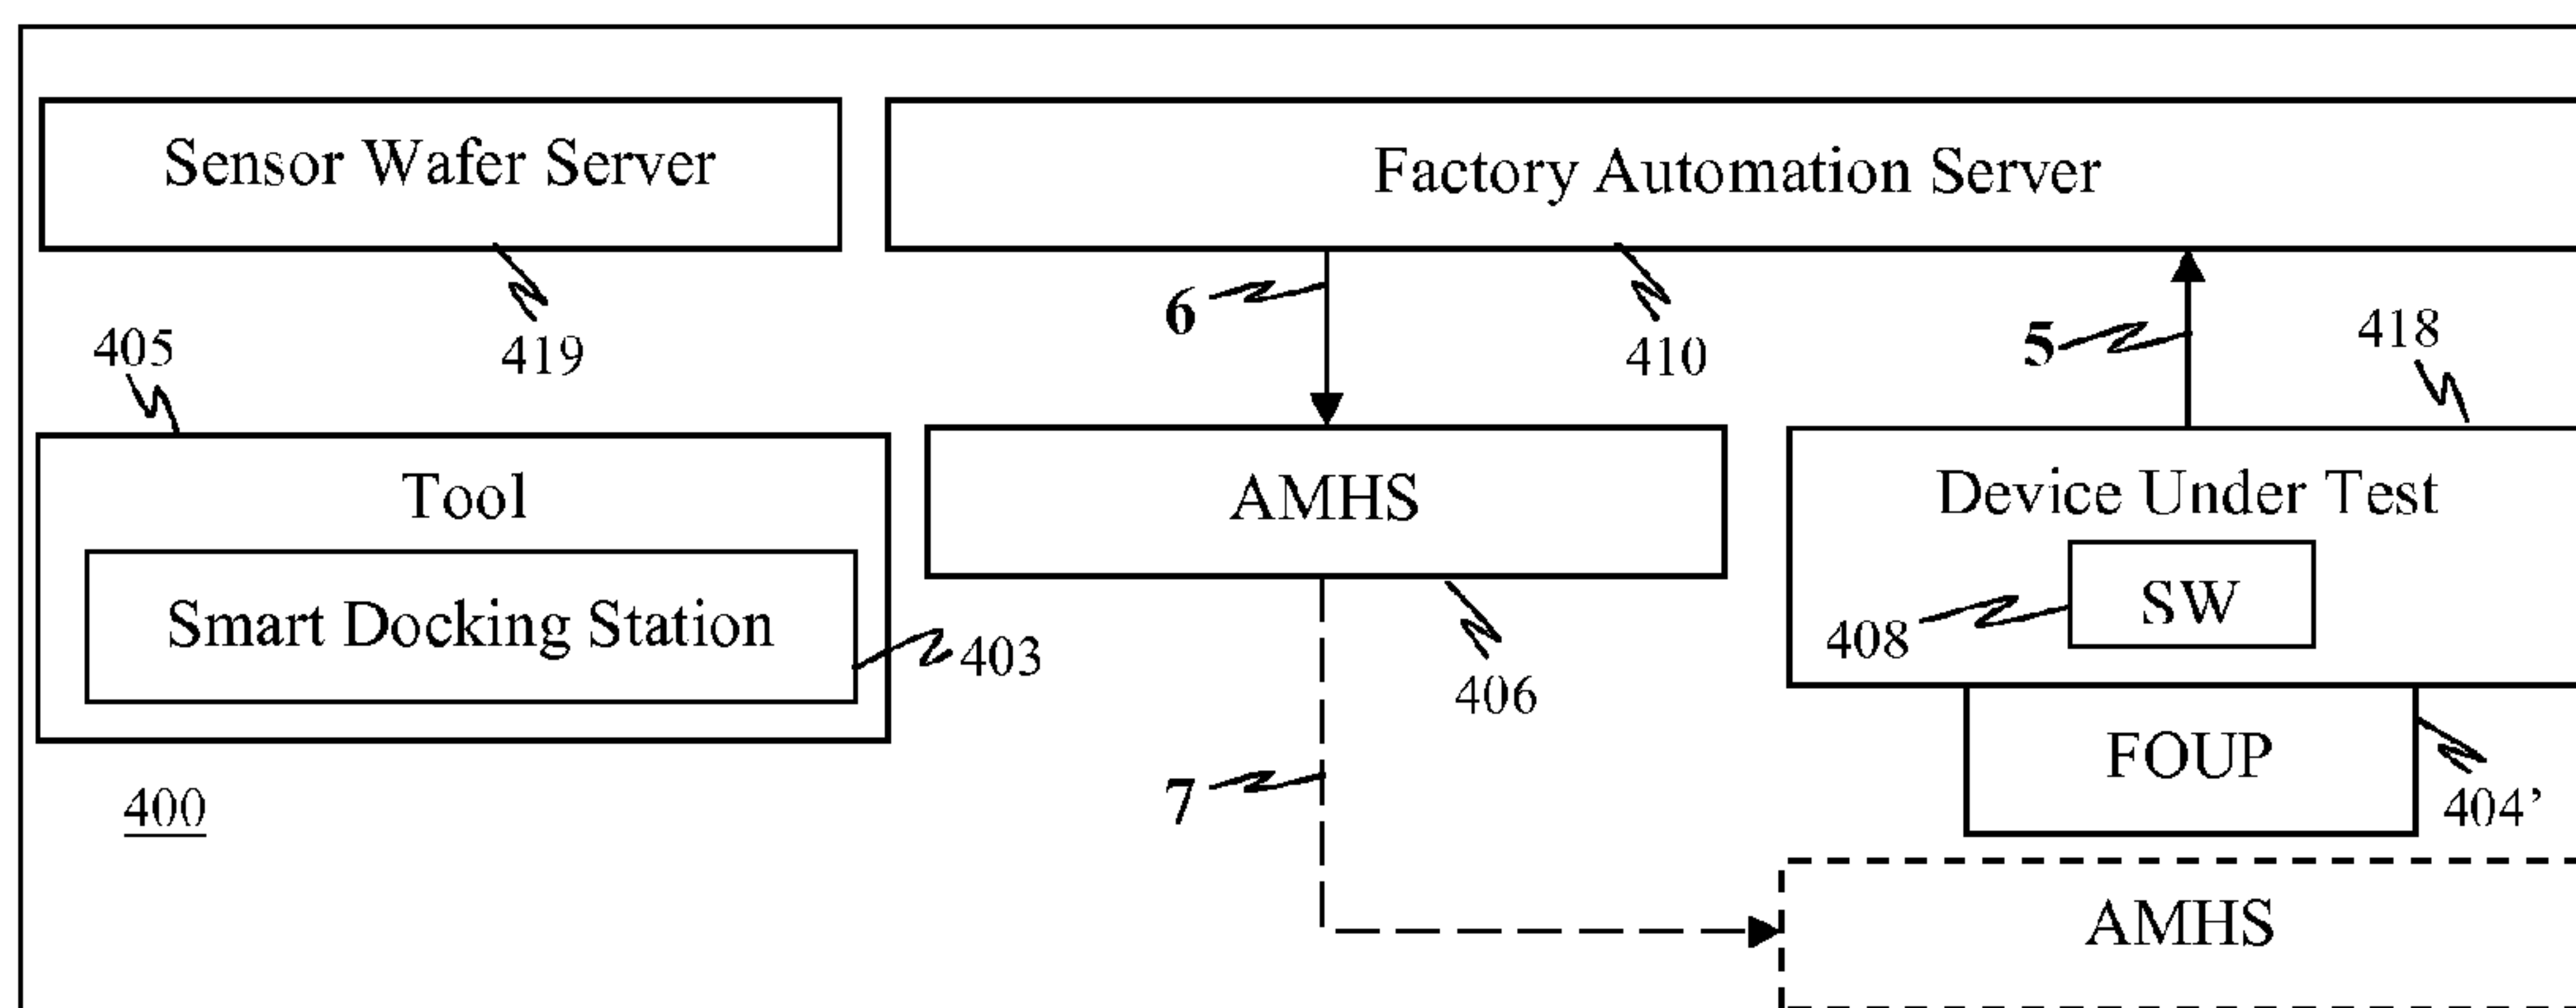 Sensor Wafer Server
Factory Automation Server
6
419
410
5
418
405
Tool
AMHS
Device Under Test
Smart Docking Station
403
406
408
SW
FOUP
404’
400
7
AMHS